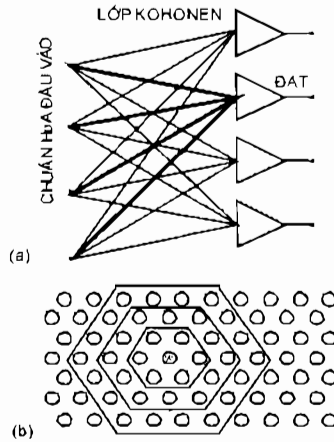 LỚP KOHONEN
ĐẠT
CHUẨN HÓA ĐẦU VÀO
(a)
(b)